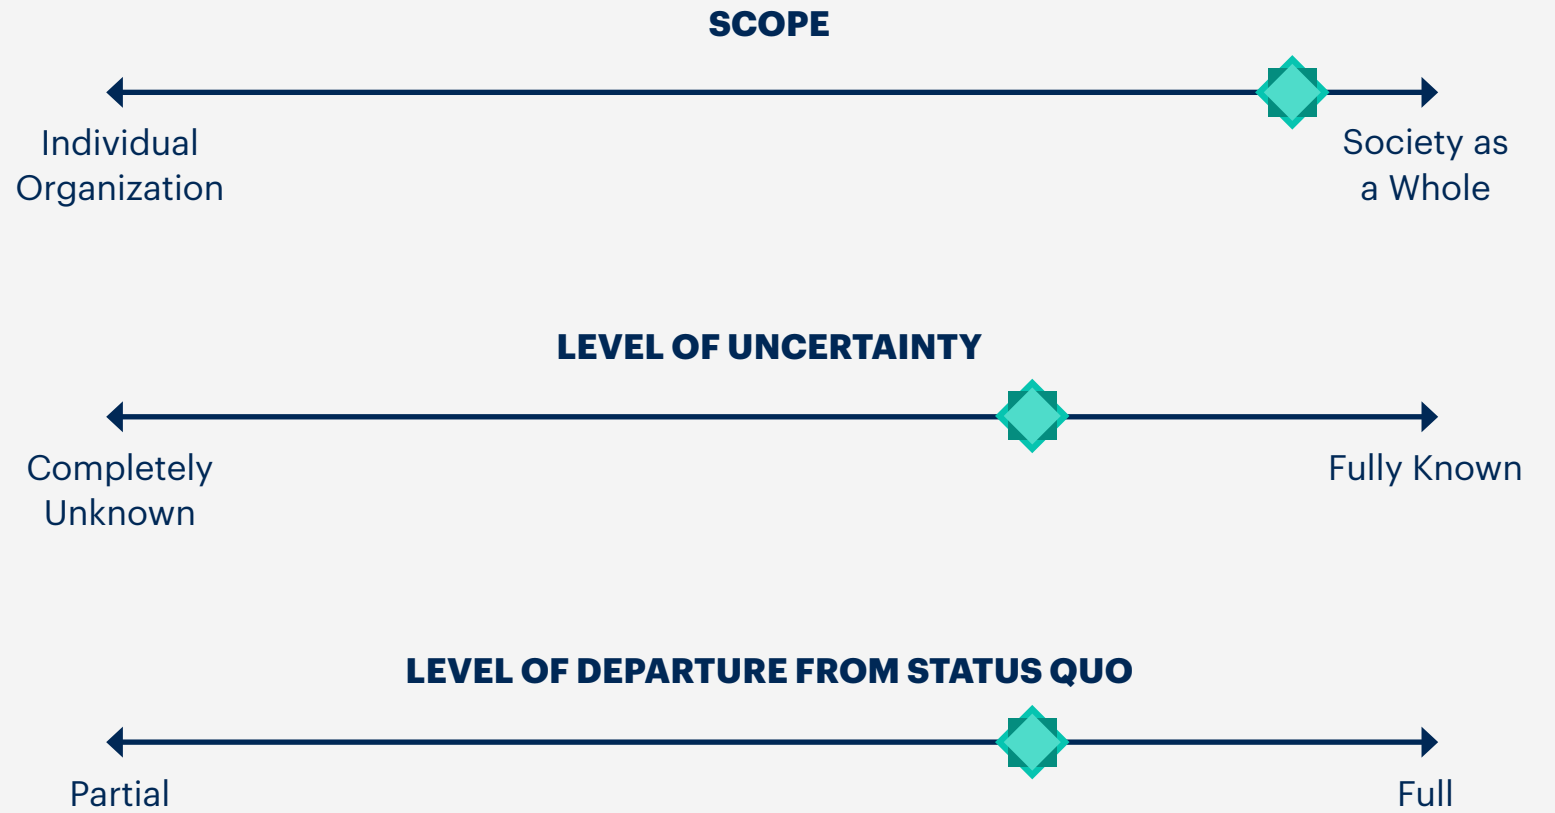 SCOPE
Individual
Organization
Society as
a Whole
LEVEL OF UNCERTAINTY
Completely
Unknown
Fully Known
LEVEL OF DEPARTURE FROM STATUS QUO
Partial
Full